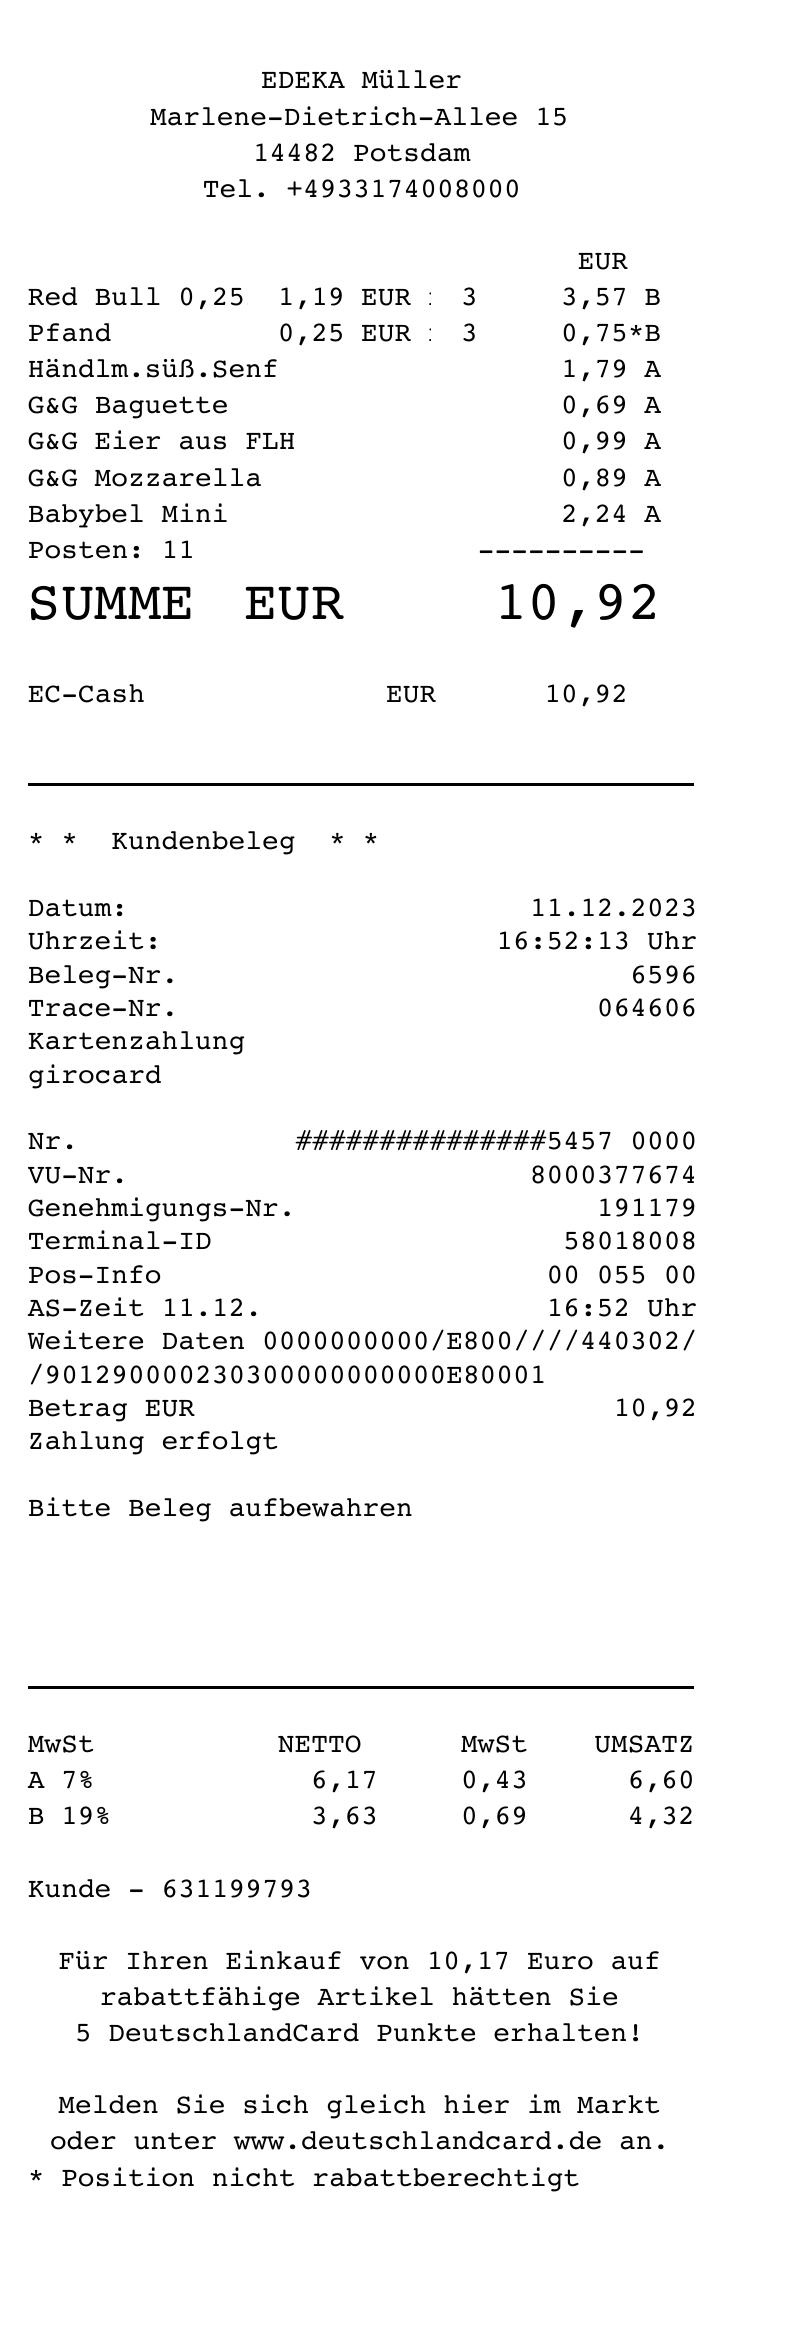 EDEKA Müller
Marlene-Dietrich-Allee 15
14482 Potsdam
Tel. +4933174008000
EUR
Red Bull 0,25 1,19 EUR : 3 3,57 B
Pfand 0,25 EUR : 3 0,75*B
Händlm.süß.Senf 1,79 A
G&G Baguette 0,69 A
G&G Eier aus FLH 0,99 A
G&G Mozzarella 0,89 A
Babybel Mini 2,24 A
Posten: 11 ----------
SUMME EUR 10,92
EC-Cash EUR 10,92
* * Kundenbeleg * *
Datum: 11.12.2023
Uhrzeit: 16:52:13 Uhr
Beleg-Nr. 6596
Trace-Nr. 064606
Kartenzahlung
girocard
Nr. ###############5457 0000
VU-Nr. 8000377674
Genehmigungs-Nr. 191179
Terminal-ID 58018008
Pos-Info 00 055 00
AS-Zeit 11.12. 16:52 Uhr
Weitere Daten 0000000000/E800////440302/
/9012900002303000000000000E80001
Betrag EUR 10,92
Zahlung erfolgt
Bitte Beleg aufbewahren
MwSt NETTO MwSt UMSATZ
A 7% 6,17 0,43 6,60
B 19% 3,63 0,69 4,32
Kunde - 631199793
Für Ihren Einkauf von 10,17 Euro auf
rabattfähige Artikel hätten Sie
5 DeutschlandCard Punkte erhalten!
Melden Sie sich gleich hier im Markt
oder unter www.deutschlandcard.de an.
* Position nicht rabattberechtigt